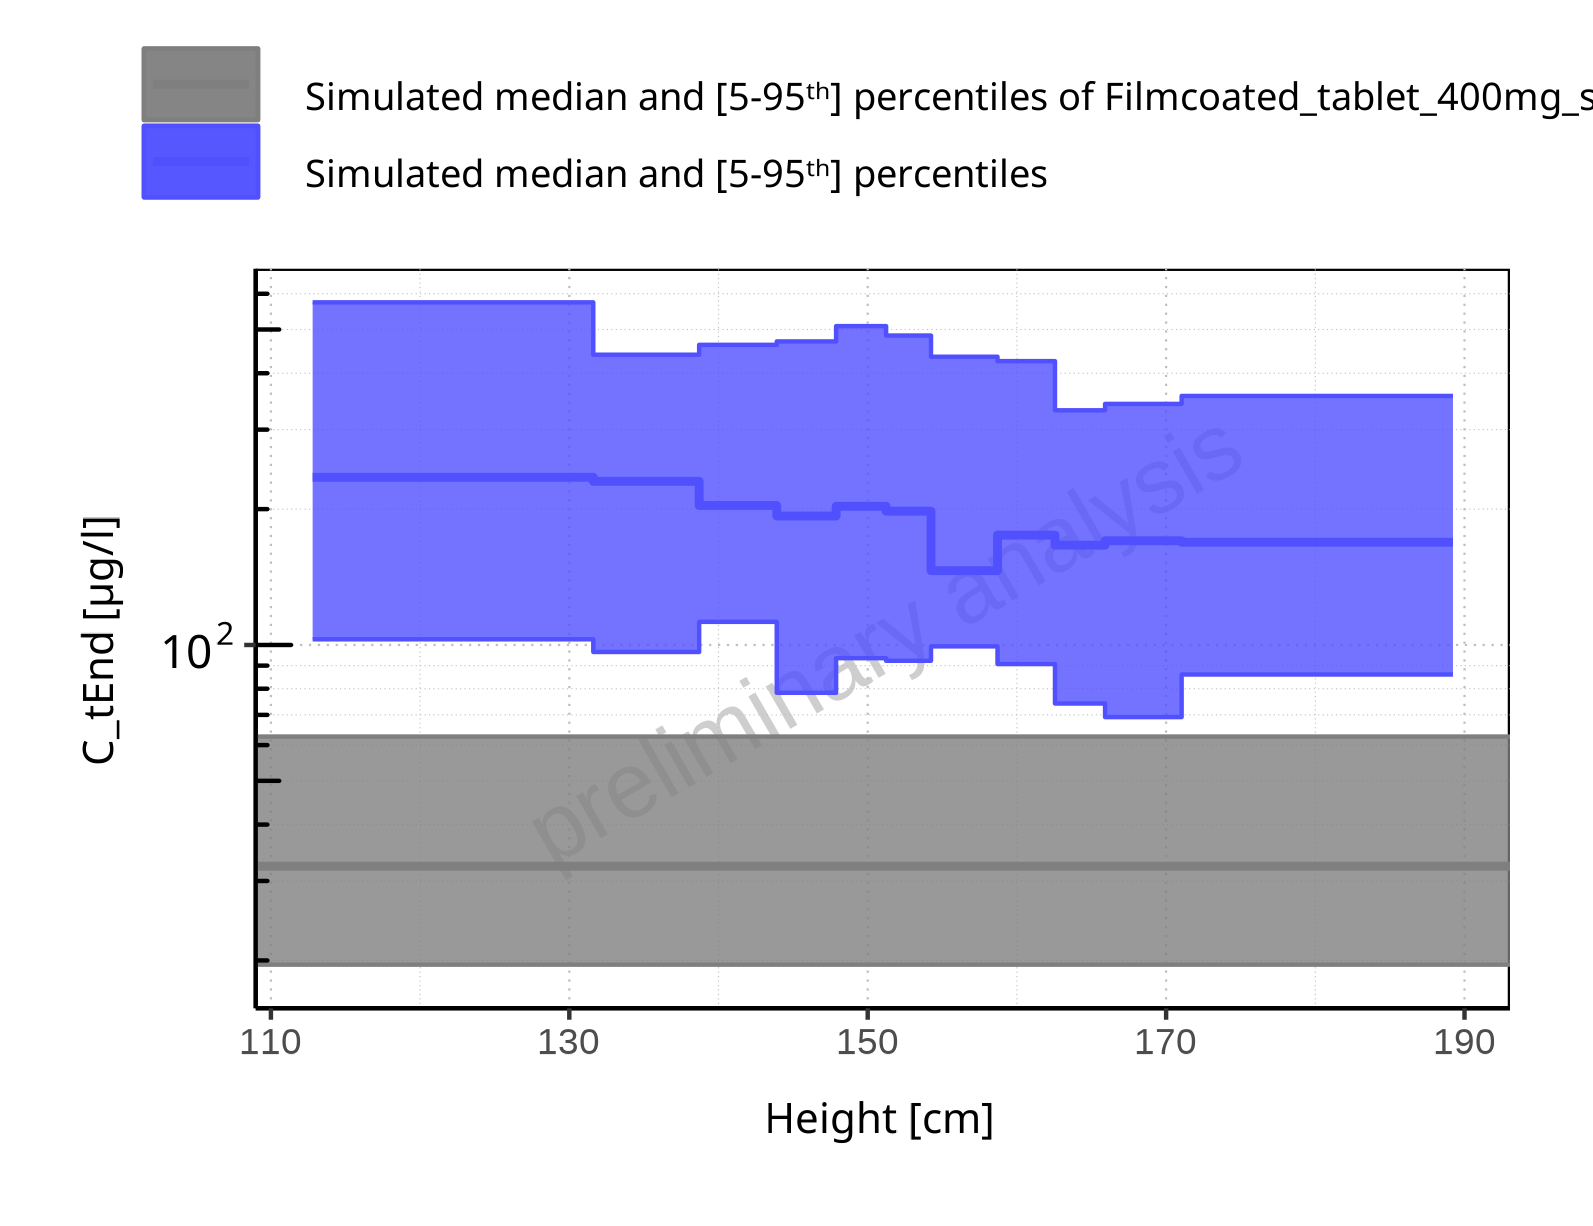 Simulated median and [5-95ᵗʰ] percentiles of Filmcoated_tablet_400mg_s
Simulated median and [5-95ᵗʰ] percentiles
C_tEnd [µg/l]
10²
preliminary analysis
110 130 150 170 190
Height [cm]